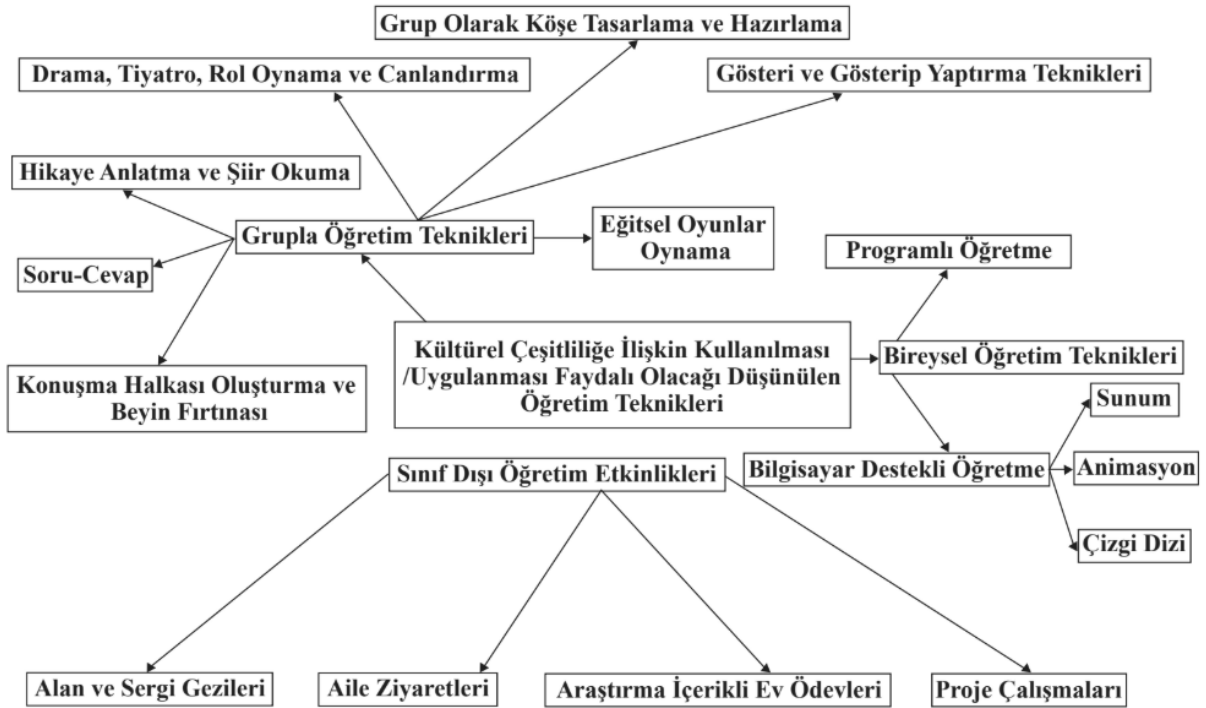 Grup Olarak Köşe Tasarlama ve Hazırlama
Drama, Tiyatro, Rol Oynama ve Canlandırma
Gösteri ve Gösterip Yaptırma Teknikleri
Hikaye Anlatma ve Şiir Okuma
Grupla Öğretim Teknikleri
Eğitsel Oyunlar
Oynama
Soru-Cevap
Programlı Öğretme
Konuşma Halkası Oluşturma ve
Beyin Fırtınası
Kültürel Çeşitliliğe İlişkin Kullanılması
/Uygulanması Faydalı Olacağı Düşünülen
Öğretim Teknikleri
Bireysel Öğretim Teknikleri
Sunum
Sınıf Dışı Öğretim Etkinlikleri
Bilgisayar Destekli Öğretme
Animasyon
Çizgi Dizi
Alan ve Sergi Gezileri
Aile Ziyaretleri
Araştırma İçerikli Ev Ödevleri
Proje Çalışmaları